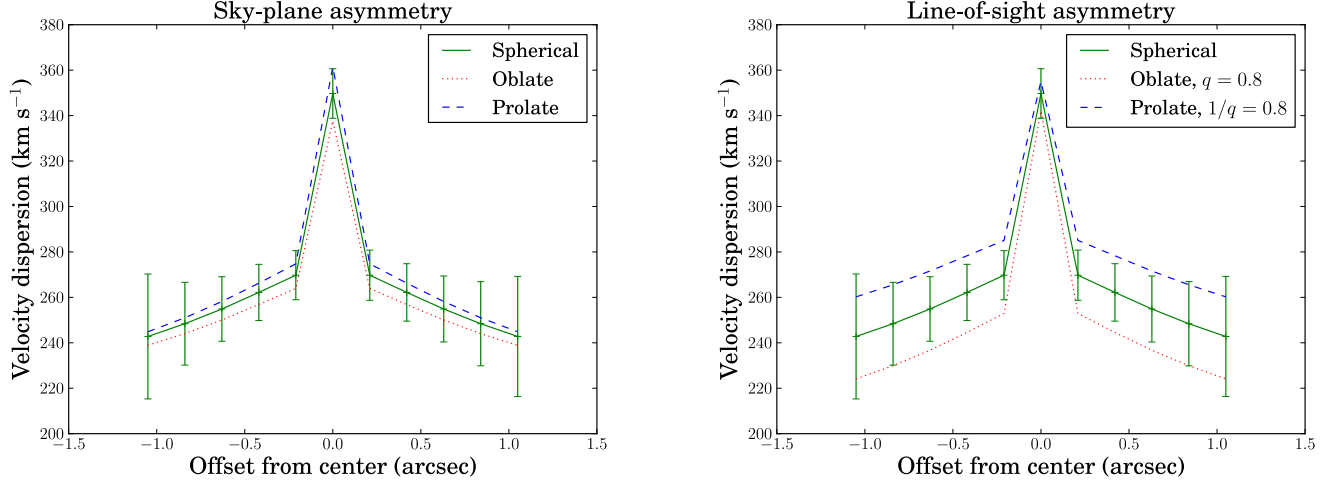 Sky-plane asymmetry
Velocity dispersion (km s⁻¹)
380
360
340
320
300
280
260
240
220
200
Spherical
Oblate
Prolate
−1.5 −1.0 −0.5 0.0 0.5 1.0 1.5
Offset from center (arcsec)
Line-of-sight asymmetry
Velocity dispersion (km s⁻¹)
380
360
340
320
300
280
260
240
220
200
Spherical
Oblate, q = 0.8
Prolate, 1/q = 0.8
−1.5 −1.0 −0.5 0.0 0.5 1.0 1.5
Offset from center (arcsec)